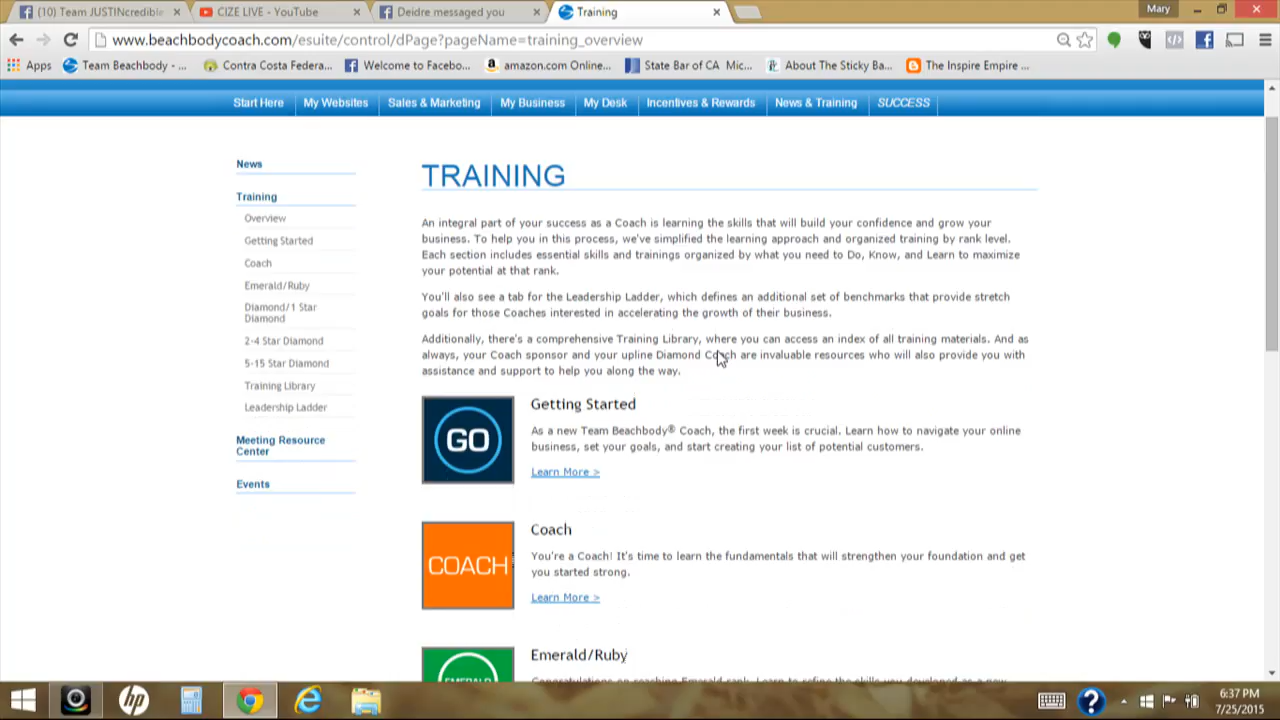 (10) Team JUSTINcredible
CIZE LIVE - YouTube
Deidre messaged you
Training
Mary
www.beachbodycoach.com/esuite/control/dPage?pageName=training_overview
Apps
Team Beachbody - ...
Contra Costa Federa...
Welcome to Facebo...
amazon.com Online...
State Bar of CA Mic...
About The Sticky Ba...
The Inspire Empire ...
Start Here
My Websites
Sales & Marketing
My Business
My Desk
Incentives & Rewards
News & Training
SUCCESS
News
Training
Overview
Getting Started
Coach
Emerald/Ruby
Diamond/1 Star
Diamond
2-4 Star Diamond
5-15 Star Diamond
Training Library
Leadership Ladder
Meeting Resource
Center
Events
TRAINING
An integral part of your success as a Coach is learning the skills that will build your confidence and grow your
business. To help you in this process, we've simplified the learning approach and organized training by rank level.
Each section includes essential skills and trainings organized by what you need to Do, Know, and Learn to maximize
your potential at that rank.
You'll also see a tab for the Leadership Ladder, which defines an additional set of benchmarks that provide stretch
goals for those Coaches interested in accelerating the growth of their business.
Additionally, there's a comprehensive Training Library, where you can access an index of all training materials. And as
always, your Coach sponsor and your upline Diamond Coach are invaluable resources who will also provide you with
assistance and support to help you along the way.
GO
Getting Started
As a new Team Beachbody® Coach, the first week is crucial. Learn how to navigate your online
business, set your goals, and start creating your list of potential customers.
Learn More >
COACH
Coach
You're a Coach! It's time to learn the fundamentals that will strengthen your foundation and get
you started strong.
Learn More >
EMERALD
Emerald/Ruby
Congratulations on reaching Emerald rank. Learn to refine the skills you developed as a new
6:37 PM
7/25/2015